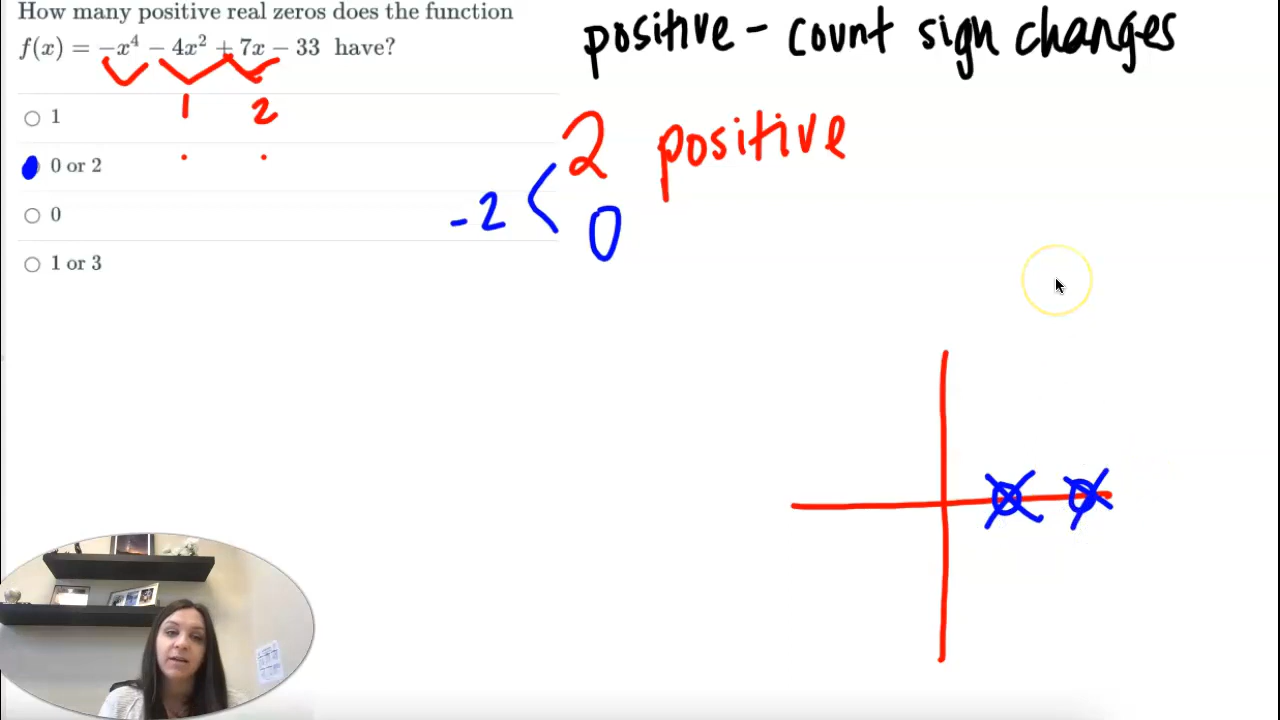 How many positive real zeros does the function
f(x) = −x⁴ − 4x² + 7x − 33 have?
positive - count sign changes
1 2
1
0 or 2
0
1 or 3
2 positive
-2 < 0